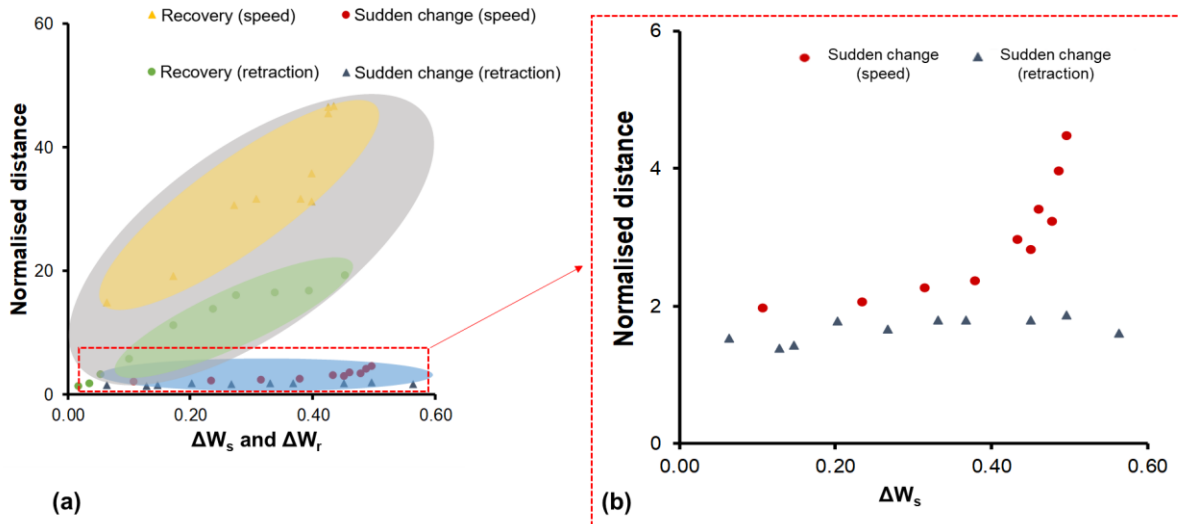 60
40
20
0
Normalised distance
Recovery (speed)
Sudden change (speed)
Recovery (retraction)
Sudden change (retraction)
0.00
0.20
0.40
0.60
ΔWs and ΔWr
(a)
6
4
2
0
Normalised distance
Sudden change
(speed)
Sudden change
(retraction)
0.00
0.20
0.40
0.60
ΔWs
(b)